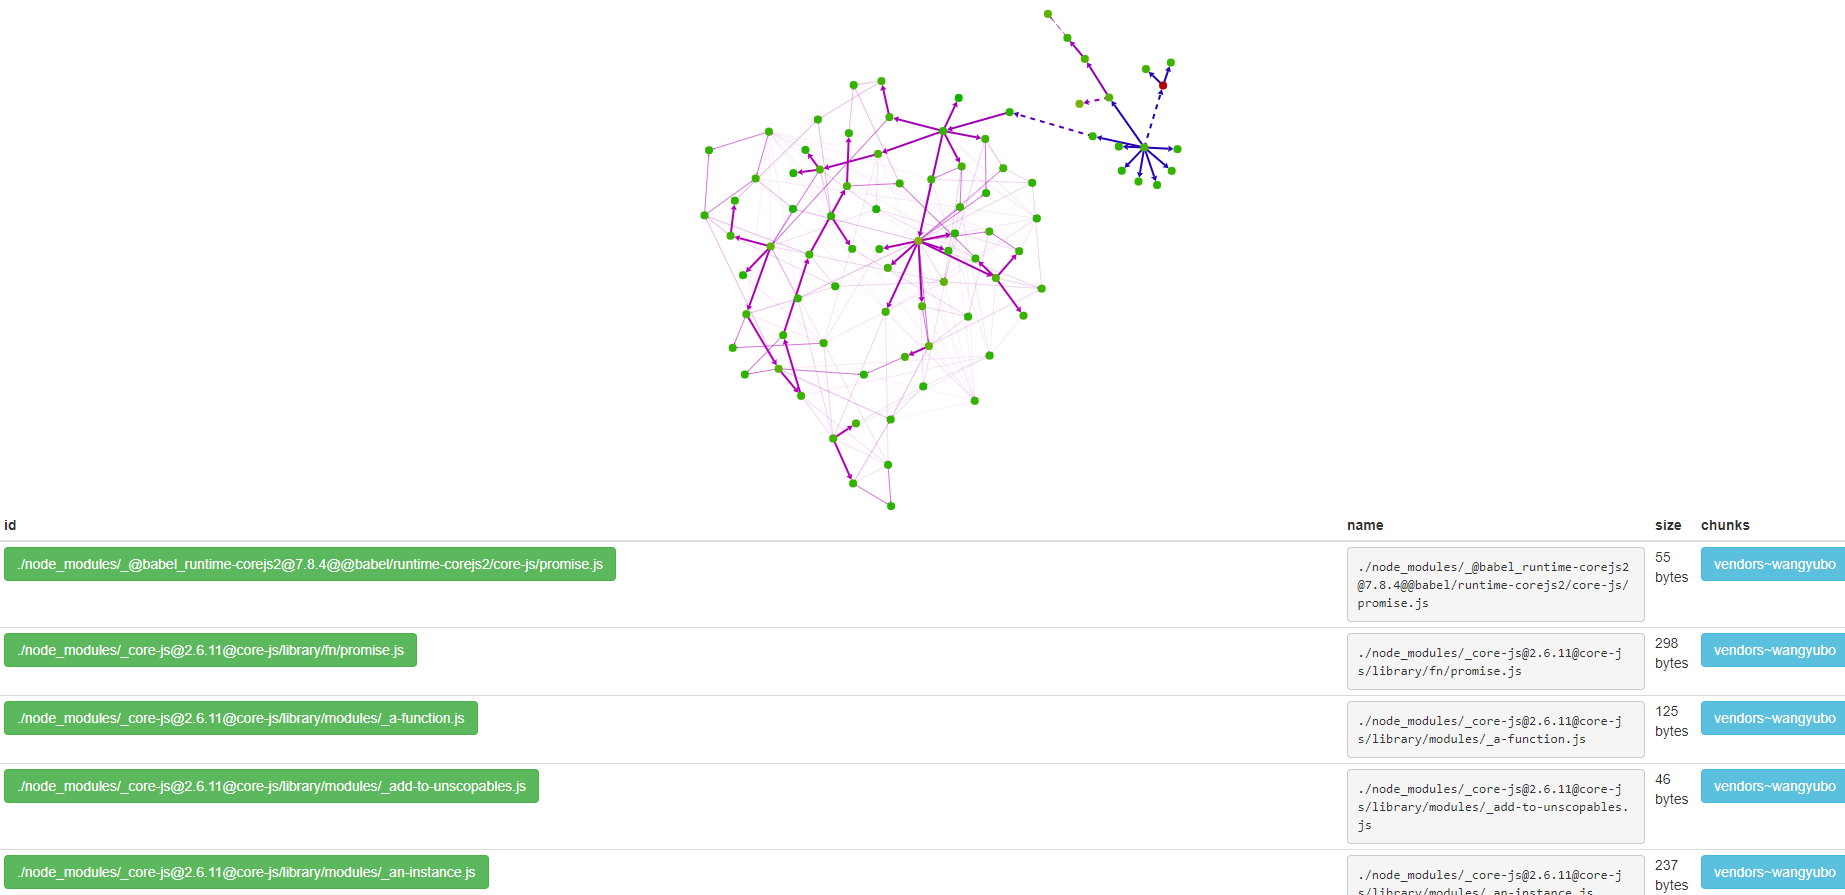 id name size chunks
./node_modules/_@babel_runtime-corejs2@7.8.4@@babel/runtime-corejs2/core-js/promise.js
./node_modules/_@babel_runtime-corejs2
@7.8.4@@babel/runtime-corejs2/core-js/
promise.js
55
bytes
vendors~wangyubo
./node_modules/_core-js@2.6.11@core-js/library/fn/promise.js
./node_modules/_core-js@2.6.11@core-j
s/library/fn/promise.js
298
bytes
vendors~wangyubo
./node_modules/_core-js@2.6.11@core-js/library/modules/_a-function.js
./node_modules/_core-js@2.6.11@core-j
s/library/modules/_a-function.js
125
bytes
vendors~wangyubo
./node_modules/_core-js@2.6.11@core-js/library/modules/_add-to-unscopables.js
./node_modules/_core-js@2.6.11@core-j
s/library/modules/_add-to-unscopables.
js
46
bytes
vendors~wangyubo
./node_modules/_core-js@2.6.11@core-js/library/modules/_an-instance.js
./node_modules/_core-js@2.6.11@core-j
s/library/modules/_an-instance.js
237
bytes
vendors~wangyubo